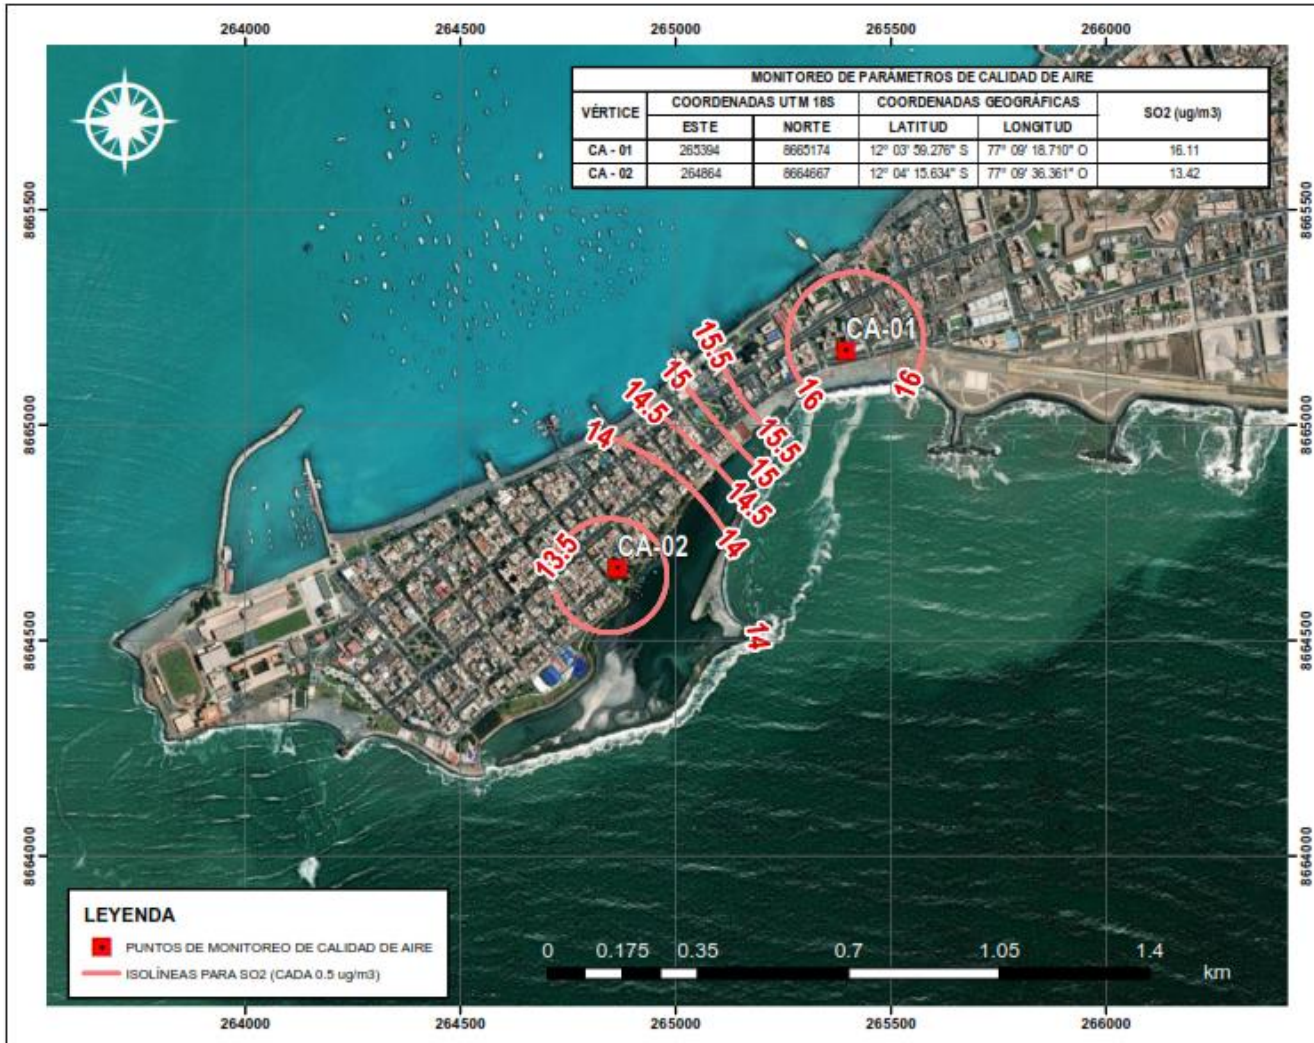 264000 264500 265000 265500 266000
MONITOREO DE PARÁMETROS DE CALIDAD DE AIRE
VÉRTICE COORDENADAS UTM 18S COORDENADAS GEOGRÁFICAS SO2 (ug/m3)
ESTE NORTE LATITUD LONGITUD
CA - 01 265394 8665174 12° 03' 59.276" S 77° 09' 18.710" O 16.11
CA - 02 264864 8664667 12° 04' 15.634" S 77° 09' 36.361" O 13.42
8665500 8665500
CA-01
15.5
15
16 16
14.5
14
15.5
15
14.5
14
8665000 8665000
CA-02
13.5
14
8664500 8664500
8664000 8664000
LEYENDA
PUNTOS DE MONITOREO DE CALIDAD DE AIRE
ISOLÍNEAS PARA SO2 (CADA 0.5 ug/m3)
0 0.175 0.35 0.7 1.05 1.4
km
264000 264500 265000 265500 266000